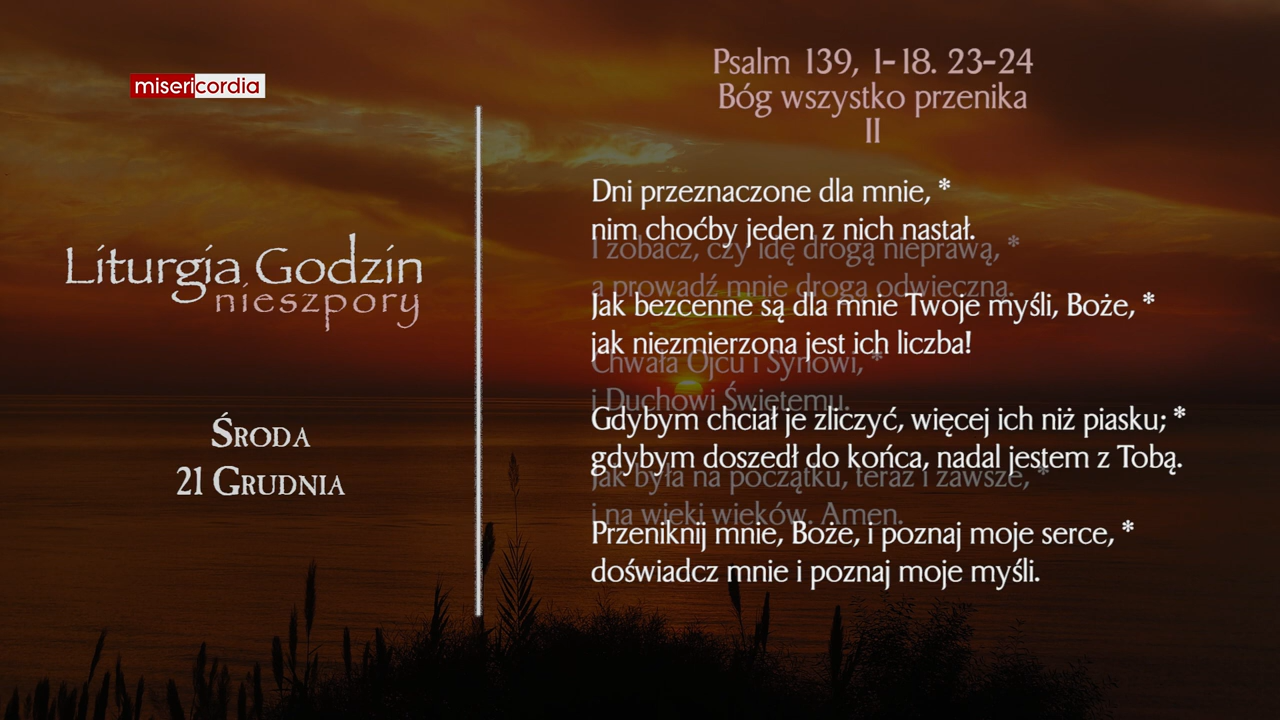 misericordia
Liturgia Godzin
nieszpory
Środa
21 Grudnia
Psalm 139, 1-18. 23-24
Bóg wszystko przenika
II
Dni przeznaczone dla mnie, *
nim choćby jeden z nich nastał.
I zobacz, czy idę drogą nieprawą, *
a prowadź mnie drogą odwieczną.
Jak bezcenne są dla mnie Twoje myśli, Boże, *
jak niezmierzona jest ich liczba!
Chwała Ojcu i Synowi, *
i Duchowi Świętemu.
Gdybym chciał je zliczyć, więcej ich niż piasku; *
gdybym doszedł do końca, nadal jestem z Tobą.
Jak była na początku, teraz i zawsze, *
i na wieki wieków. Amen.
Przeniknij mnie, Boże, i poznaj moje serce, *
doświadcz mnie i poznaj moje myśli.